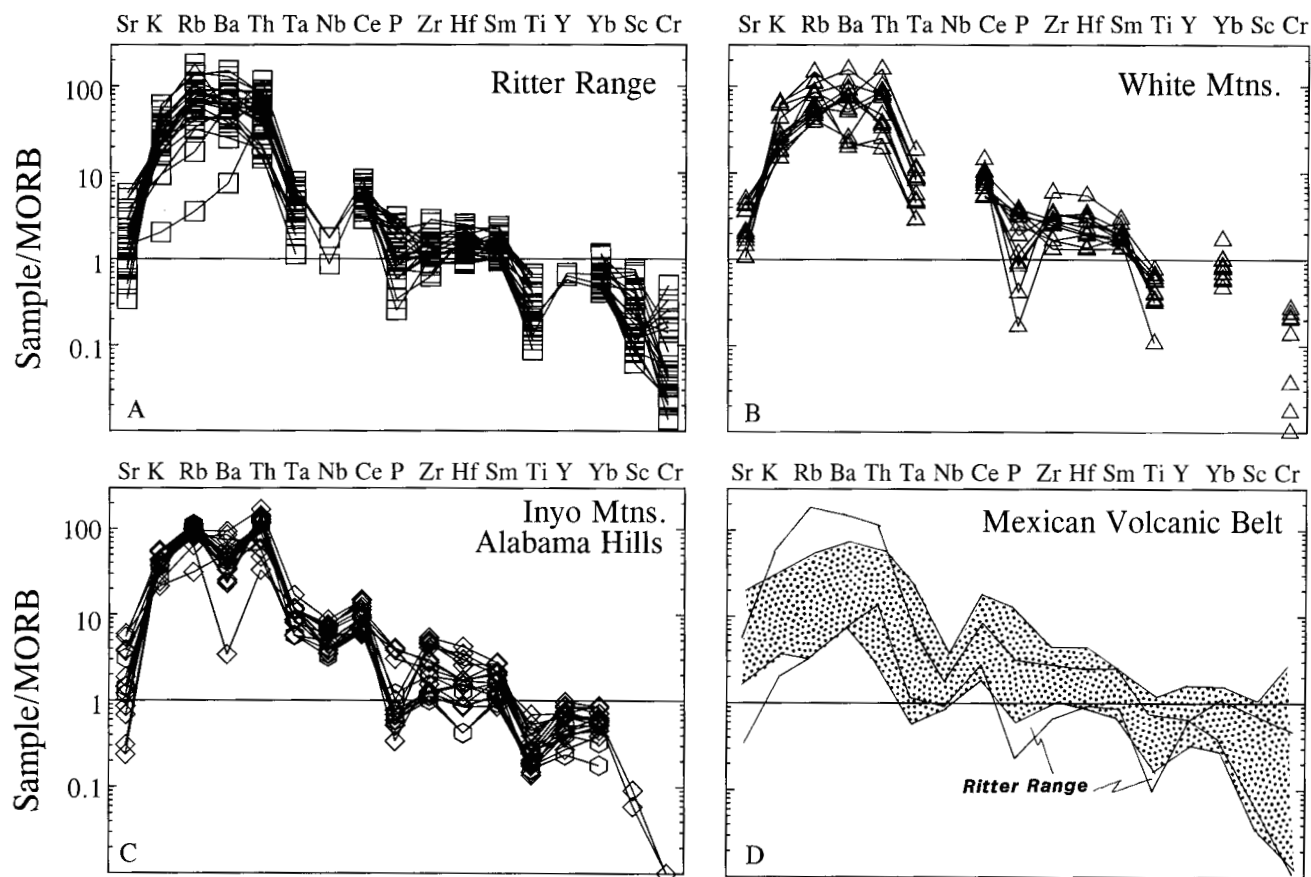 Sr K Rb Ba Th Ta Nb Ce P Zr Hf Sm Ti Y Yb Sc Cr
Ritter Range
100
10
1
0.1
Sample/MORB
A
Sr K Rb Ba Th Ta Nb Ce P Zr Hf Sm Ti Y Yb Sc Cr
White Mtns.
B
Sr K Rb Ba Th Ta Nb Ce P Zr Hf Sm Ti Y Yb Sc Cr
Inyo Mtns.
Alabama Hills
100
10
1
0.1
Sample/MORB
C
Sr K Rb Ba Th Ta Nb Ce P Zr Hf Sm Ti Y Yb Sc Cr
Mexican Volcanic Belt
Ritter Range
D